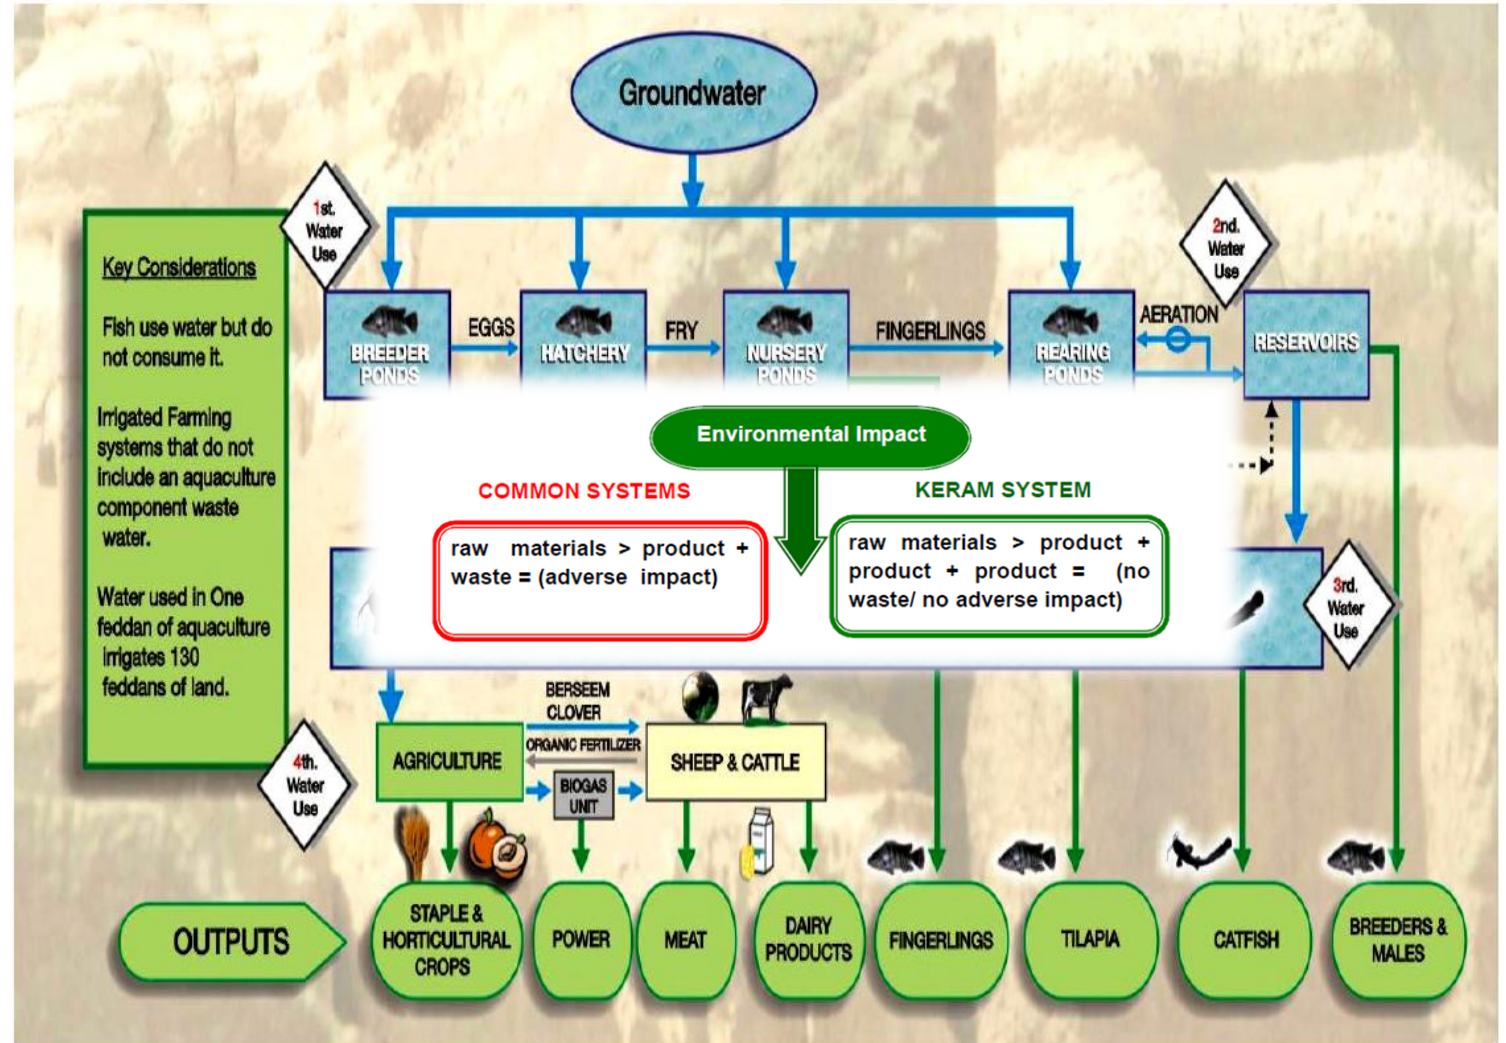 Groundwater
1st.
Water
Use
2nd.
Water
Use
Key Considerations
Fish use water but do
not consume it.
Irrigated Farming
systems that do not
include an aquaculture
component waste
water.
Water used in One
feddan of aquaculture
irrigates 130
feddans of land.
BREEDER
PONDS
EGGS
HATCHERY
FRY
NURSERY
PONDS
FINGERLINGS
REARING
PONDS
AERATION
RESERVOIRS
Environmental Impact
COMMON SYSTEMS
raw materials > product +
waste = (adverse impact)
KERAM SYSTEM
raw materials > product +
product + product = (no
waste/ no adverse impact)
3rd.
Water
Use
4th.
Water
Use
AGRICULTURE
BERSEEM
CLOVER
ORGANIC FERTILIZER
BIOGAS
UNIT
SHEEP & CATTLE
OUTPUTS
STAPLE &
HORTICULTURAL
CROPS
POWER
MEAT
DAIRY
PRODUCTS
FINGERLINGS
TILAPIA
CATFISH
BREEDERS &
MALES